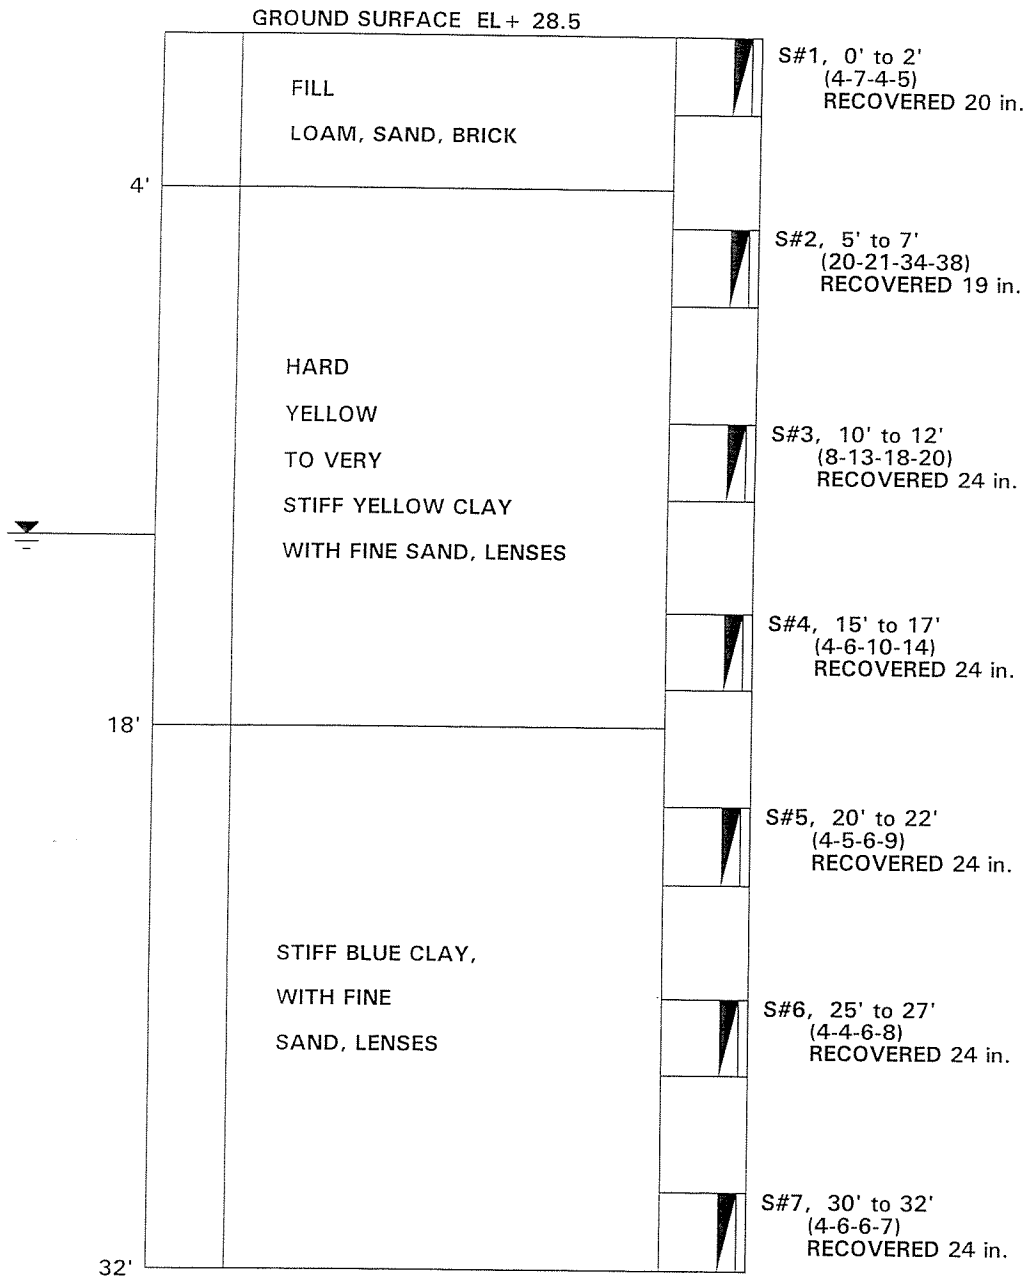 GROUND SURFACE EL+ 28.5
S#1, 0' to 2'
(4-7-4-5)
RECOVERED 20 in.
FILL
LOAM, SAND, BRICK
4'
S#2, 5' to 7'
(20-21-34-38)
RECOVERED 19 in.
HARD
YELLOW
TO VERY
STIFF YELLOW CLAY
WITH FINE SAND, LENSES
S#3, 10' to 12'
(8-13-18-20)
RECOVERED 24 in.
S#4, 15' to 17'
(4-6-10-14)
RECOVERED 24 in.
18'
S#5, 20' to 22'
(4-5-6-9)
RECOVERED 24 in.
STIFF BLUE CLAY,
WITH FINE
SAND, LENSES
S#6, 25' to 27'
(4-4-6-8)
RECOVERED 24 in.
S#7, 30' to 32'
(4-6-6-7)
RECOVERED 24 in.
32'